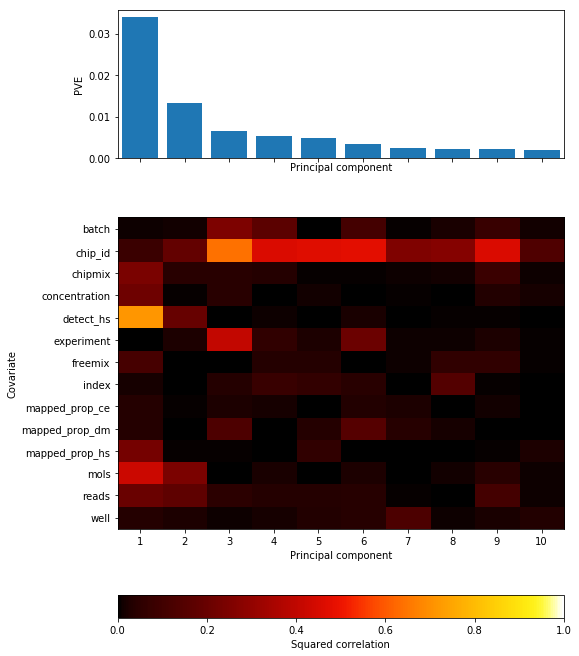 0.03
0.02
0.01
0.00
PVE
Principal component
batch
chip_id
chipmix
concentration
detect_hs
experiment
freemix
index
mapped_prop_ce
mapped_prop_dm
mapped_prop_hs
mols
reads
well
Covariate
1 2 3 4 5 6 7 8 9 10
Principal component
0.0 0.2 0.4 0.6 0.8 1.0
Squared correlation